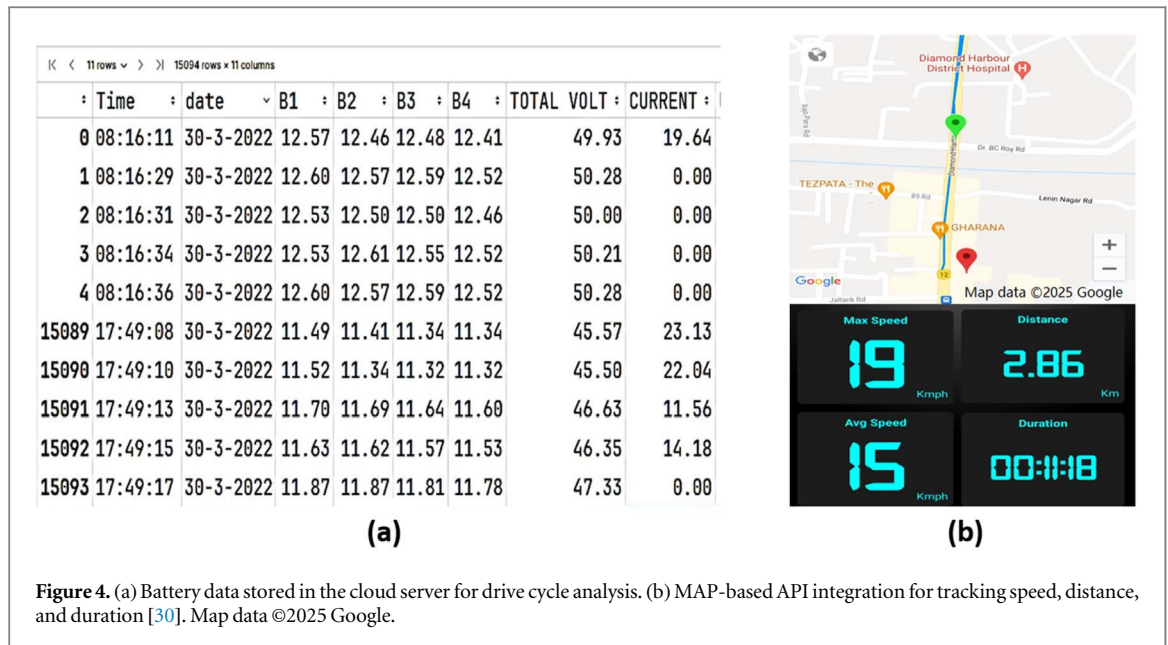 11 rows 15094 rows × 11 columns
Time date B1 B2 B3 B4 TOTAL VOLT CURRENT
0 08:16:11 30-3-2022 12.57 12.46 12.48 12.41 49.93 19.64
1 08:16:29 30-3-2022 12.60 12.57 12.59 12.52 50.28 0.00
2 08:16:31 30-3-2022 12.53 12.50 12.50 12.46 50.00 0.00
3 08:16:34 30-3-2022 12.53 12.61 12.55 12.52 50.21 0.00
4 08:16:36 30-3-2022 12.60 12.57 12.59 12.52 50.28 0.00
15089 17:49:08 30-3-2022 11.49 11.41 11.34 11.34 45.57 23.13
15090 17:49:10 30-3-2022 11.52 11.34 11.32 11.32 45.50 22.04
15091 17:49:13 30-3-2022 11.70 11.69 11.64 11.60 46.63 11.56
15092 17:49:15 30-3-2022 11.63 11.62 11.57 11.53 46.35 14.18
15093 17:49:17 30-3-2022 11.87 11.87 11.81 11.78 47.33 0.00
(a)
Diamond Harbour
District Hospital
H
Dr. BC Roy Rd
TEZPATA - The
89 Rd
Lenin Nagar Rd
GHARANA
12
+
−
Google
Map data ©2025 Google
Jaltank Rd
Max Speed
19
Kmph
Distance
2.86
Km
Avg Speed
15
Kmph
Duration
00:11:18
(b)
Figure 4. (a) Battery data stored in the cloud server for drive cycle analysis. (b) MAP-based API integration for tracking speed, distance,
and duration [30]. Map data ©2025 Google.